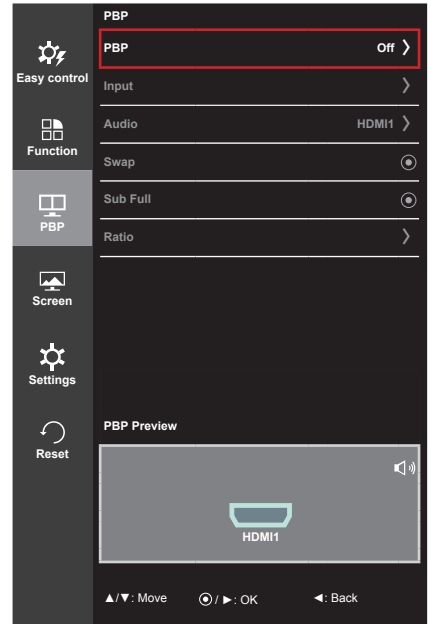 Easy control
Function
PBP
Screen
Settings
Reset
PBP
PBP Off
Input
Audio HDMI1
Swap
Sub Full
Ratio
PBP Preview
HDMI1
▲/▼: Move ◉/ ►: OK ◄: Back